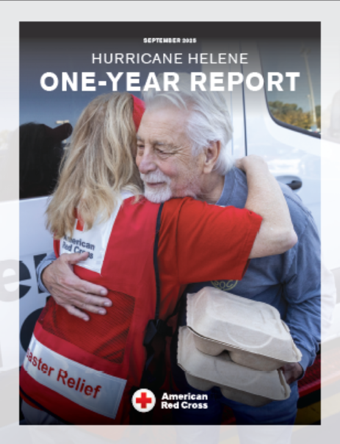 SEPTEMBER 2025
HURRICANE HELENE
ONE-YEAR REPORT
American
Red Cross
aster Relief
American
Red Cross